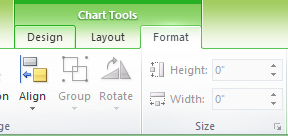 Chart Tools
Design Layout Format
Height: 0"
Width: 0"
on Align Group Rotate
ge Size